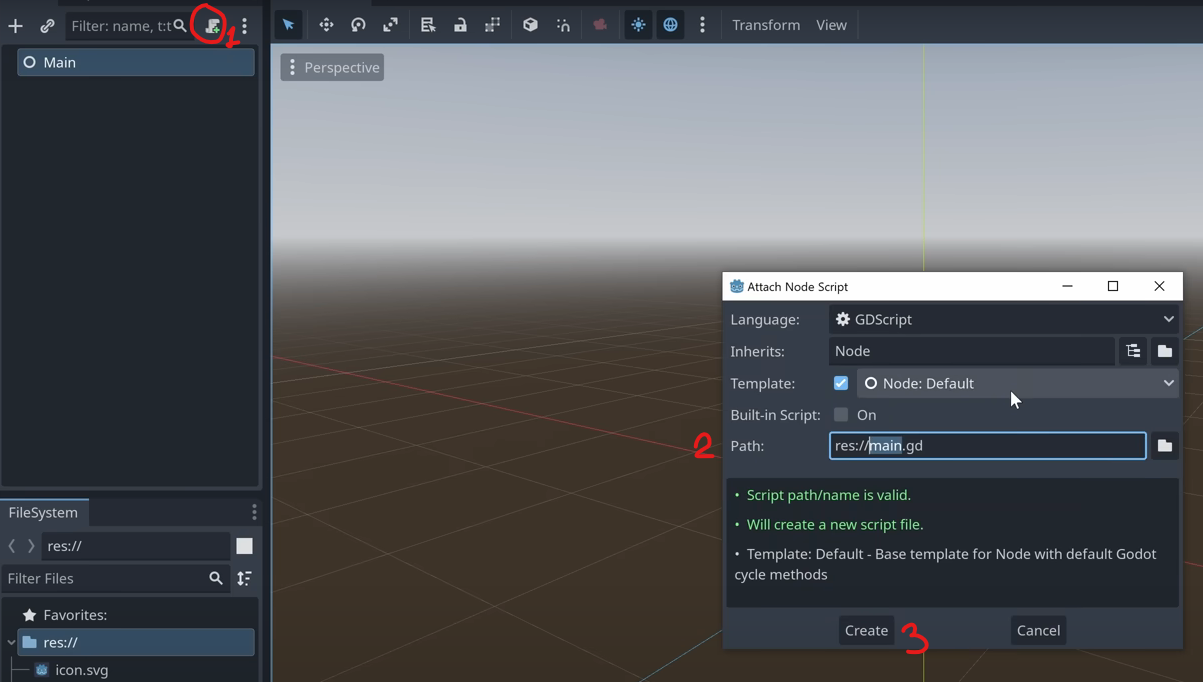 Filter: name, t:t
1
Transform View
Main
Perspective
Attach Node Script
Language: GDScript
Inherits: Node
Template: Node: Default
Built-in Script: On
2 Path: res://main.gd
• Script path/name is valid.
• Will create a new script file.
• Template: Default - Base template for Node with default Godot
cycle methods
Create 3 Cancel
FileSystem
res://
Filter Files
Favorites:
res://
icon.svg